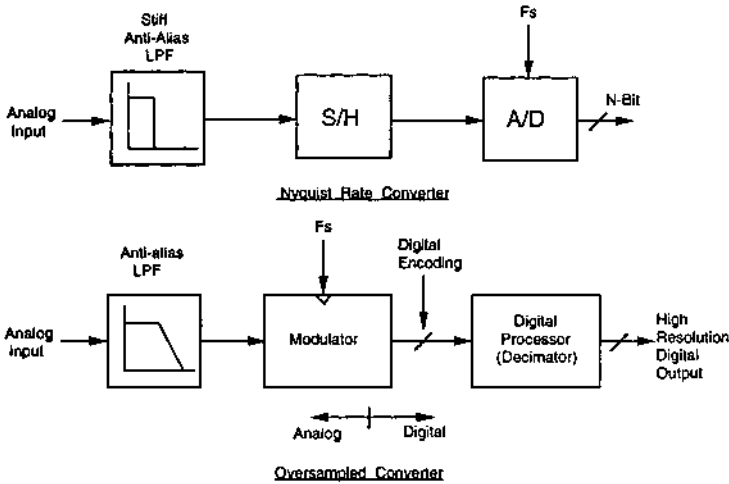 Stiff
Anti-Alias
LPF
Fs
Analog
Input
S/H
A/D
N-Bit
Nyquist Rate Converter
Anti-alias
LPF
Fs
Digital
Encoding
Analog
Input
Modulator
Digital
Processor
(Decimator)
High
Resolution
Digital
Output
Analog
Digital
Oversampled Converter